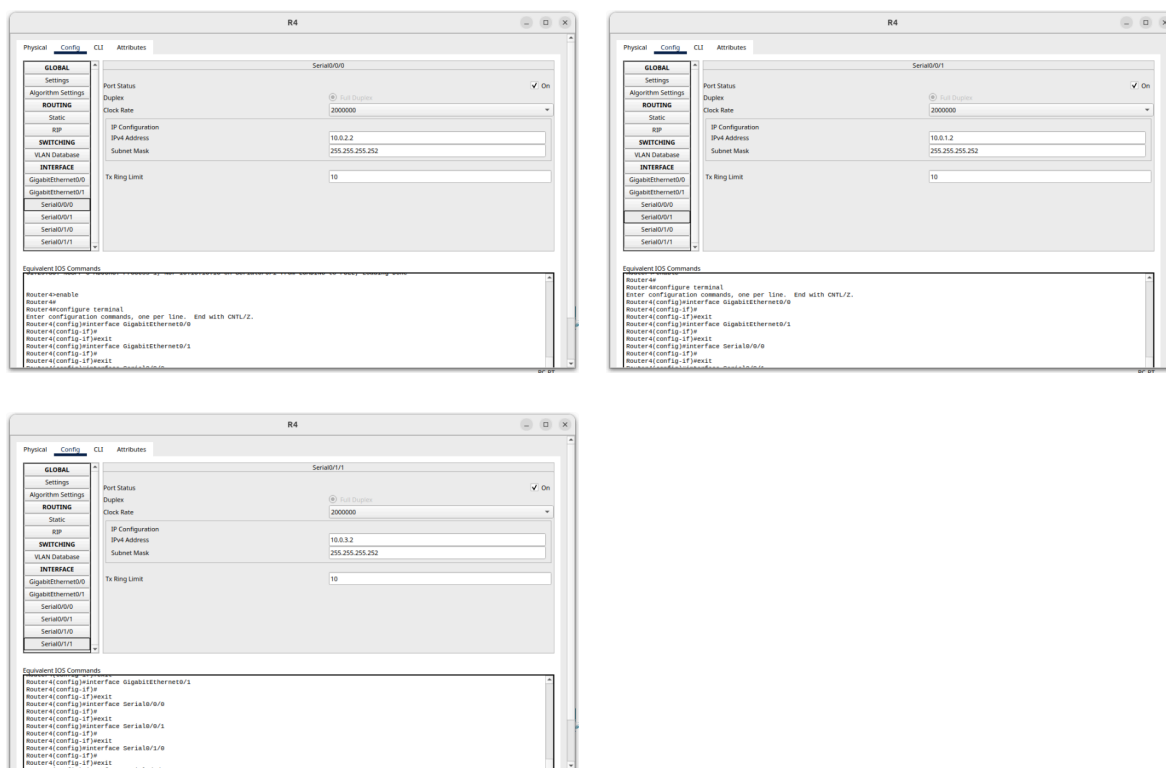 R4
Physical Config CLI Attributes
GLOBAL
Settings
Algorithm Settings
ROUTING
Static
RIP
SWITCHING
VLAN Database
INTERFACE
GigabitEthernet0/0
GigabitEthernet0/1
Serial0/0/0
Serial0/0/1
Serial0/1/0
Serial0/1/1
Serial0/0/0
Port Status On
Duplex Full Duplex
Clock Rate 2000000
IP Configuration
IPv4 Address 10.0.2.2
Subnet Mask 255.255.255.252
Tx Ring Limit 10
Equivalent IOS Commands
Router4>enable
Router4#
Router4#configure terminal
Enter configuration commands, one per line. End with CNTL/Z.
Router4(config)#interface GigabitEthernet0/0
Router4(config-if)#
Router4(config-if)#exit
Router4(config)#interface GigabitEthernet0/1
Router4(config-if)#
Router4(config-if)#exit
R4
Physical Config CLI Attributes
GLOBAL
Settings
Algorithm Settings
ROUTING
Static
RIP
SWITCHING
VLAN Database
INTERFACE
GigabitEthernet0/0
GigabitEthernet0/1
Serial0/0/0
Serial0/0/1
Serial0/1/0
Serial0/1/1
Serial0/0/1
Port Status On
Duplex Full Duplex
Clock Rate 2000000
IP Configuration
IPv4 Address 10.0.1.2
Subnet Mask 255.255.255.252
Tx Ring Limit 10
Equivalent IOS Commands
Router4#
Router4#configure terminal
Enter configuration commands, one per line. End with CNTL/Z.
Router4(config)#interface GigabitEthernet0/0
Router4(config-if)#
Router4(config-if)#exit
Router4(config)#interface GigabitEthernet0/1
Router4(config-if)#
Router4(config-if)#exit
Router4(config)#interface Serial0/0/0
Router4(config-if)#
Router4(config-if)#exit
R4
Physical Config CLI Attributes
GLOBAL
Settings
Algorithm Settings
ROUTING
Static
RIP
SWITCHING
VLAN Database
INTERFACE
GigabitEthernet0/0
GigabitEthernet0/1
Serial0/0/0
Serial0/0/1
Serial0/1/0
Serial0/1/1
Serial0/1/1
Port Status On
Duplex Full Duplex
Clock Rate 2000000
IP Configuration
IPv4 Address 10.0.3.2
Subnet Mask 255.255.255.252
Tx Ring Limit 10
Equivalent IOS Commands
Router4(config)#interface GigabitEthernet0/1
Router4(config-if)#
Router4(config-if)#exit
Router4(config)#interface Serial0/0/0
Router4(config-if)#
Router4(config-if)#exit
Router4(config)#interface Serial0/0/1
Router4(config-if)#
Router4(config-if)#exit
Router4(config)#interface Serial0/1/0
Router4(config-if)#
Router4(config-if)#exit